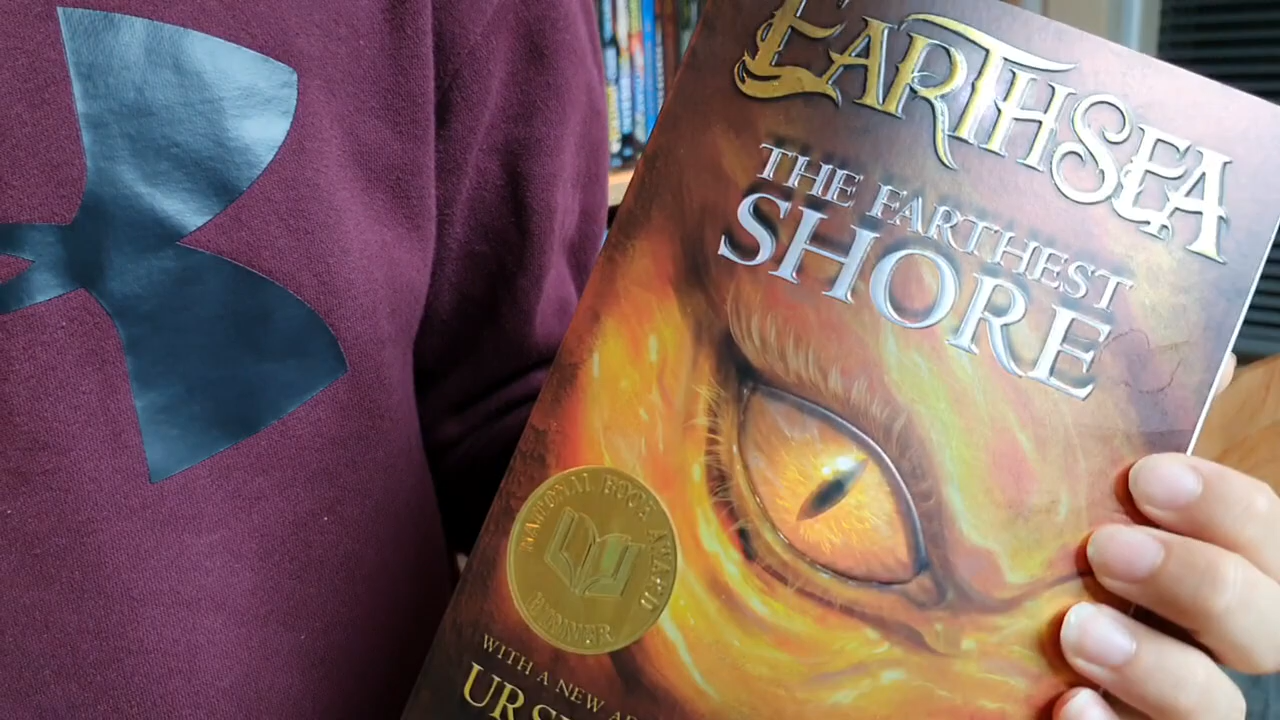 EARTHSEA
THE FARTHEST
SHORE
NATIONAL BOOK AWARD
WINNER
WITH A NEW